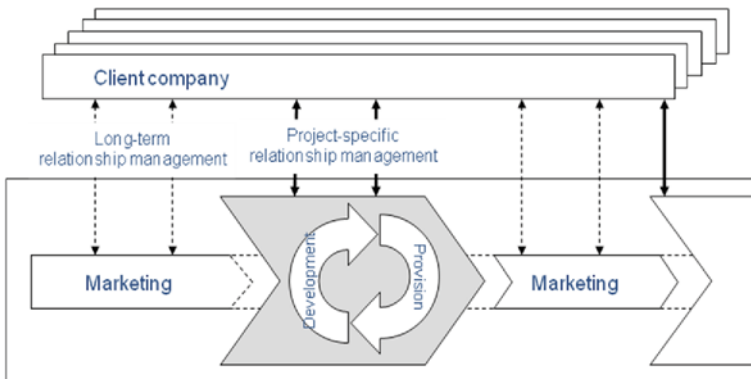 Client company
Long-term
relationship management
Project-specific
relationship management
Marketing
Development
Provision
Marketing